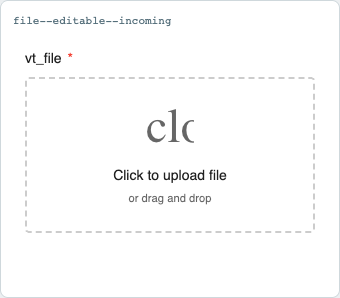 file--editable--incoming
vt_file *
clo
Click to upload file
or drag and drop